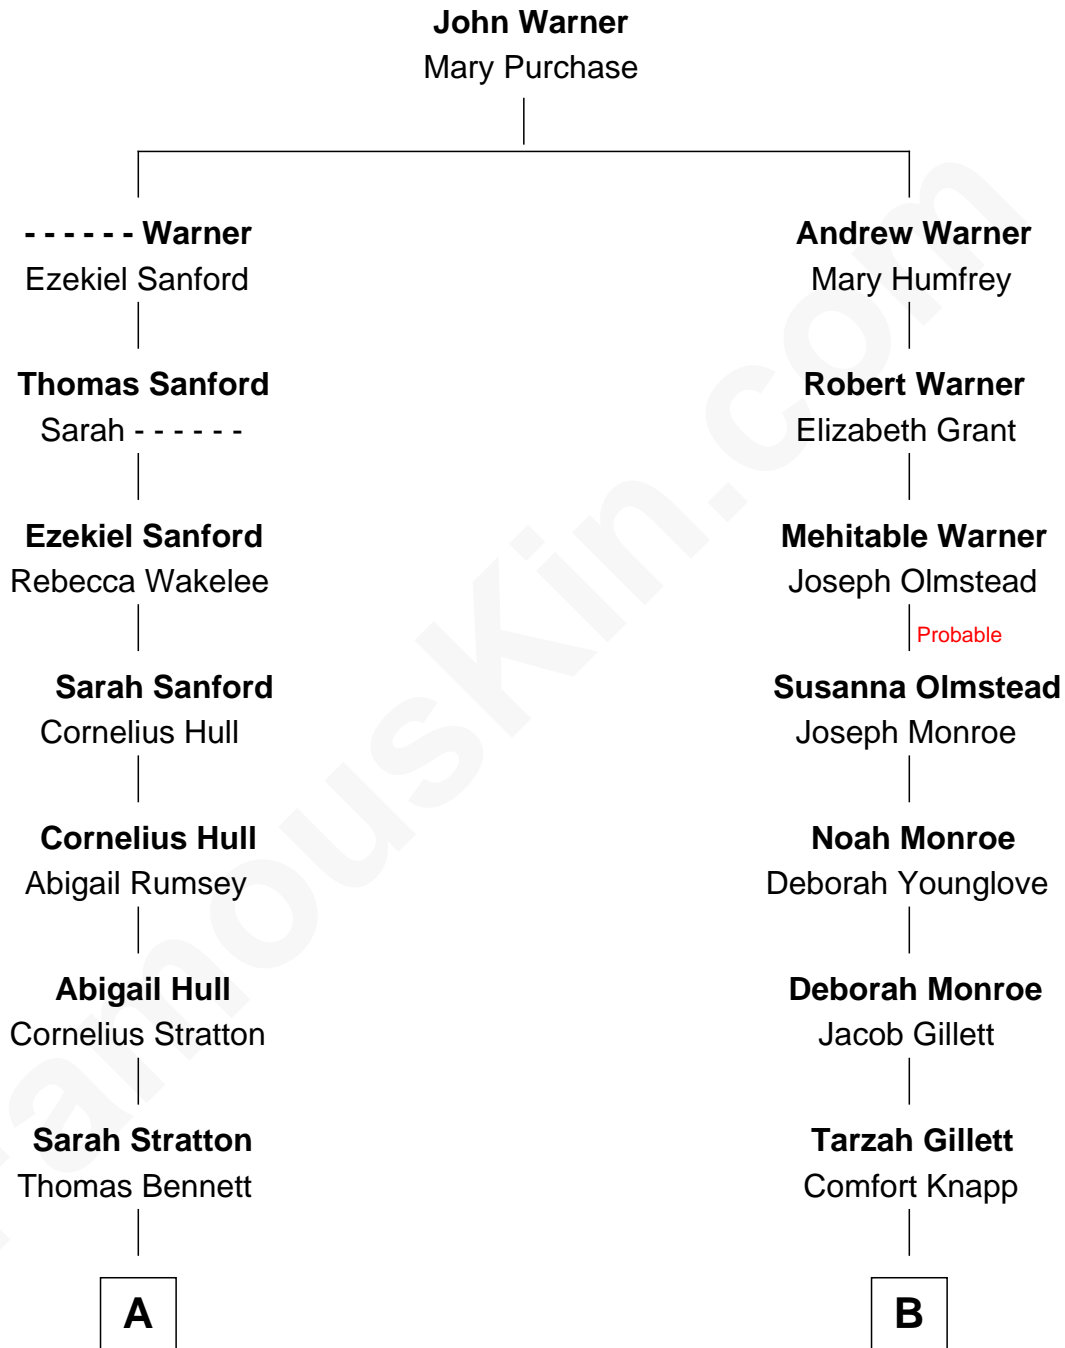 John Warner
Mary Purchase
- - - - - - Warner
Ezekiel Sanford
Thomas Sanford
Sarah - - - - - -
Ezekiel Sanford
Rebecca Wakelee
Sarah Sanford
Cornelius Hull
Cornelius Hull
Abigail Rumsey
Abigail Hull
Cornelius Stratton
Sarah Stratton
Thomas Bennett
A
Andrew Warner
Mary Humfrey
Robert Warner
Elizabeth Grant
Mehitable Warner
Joseph Olmstead
Probable
Susanna Olmstead
Joseph Monroe
Noah Monroe
Deborah Younglove
Deborah Monroe
Jacob Gillett
Tarzah Gillett
Comfort Knapp
B
FamousKin.com